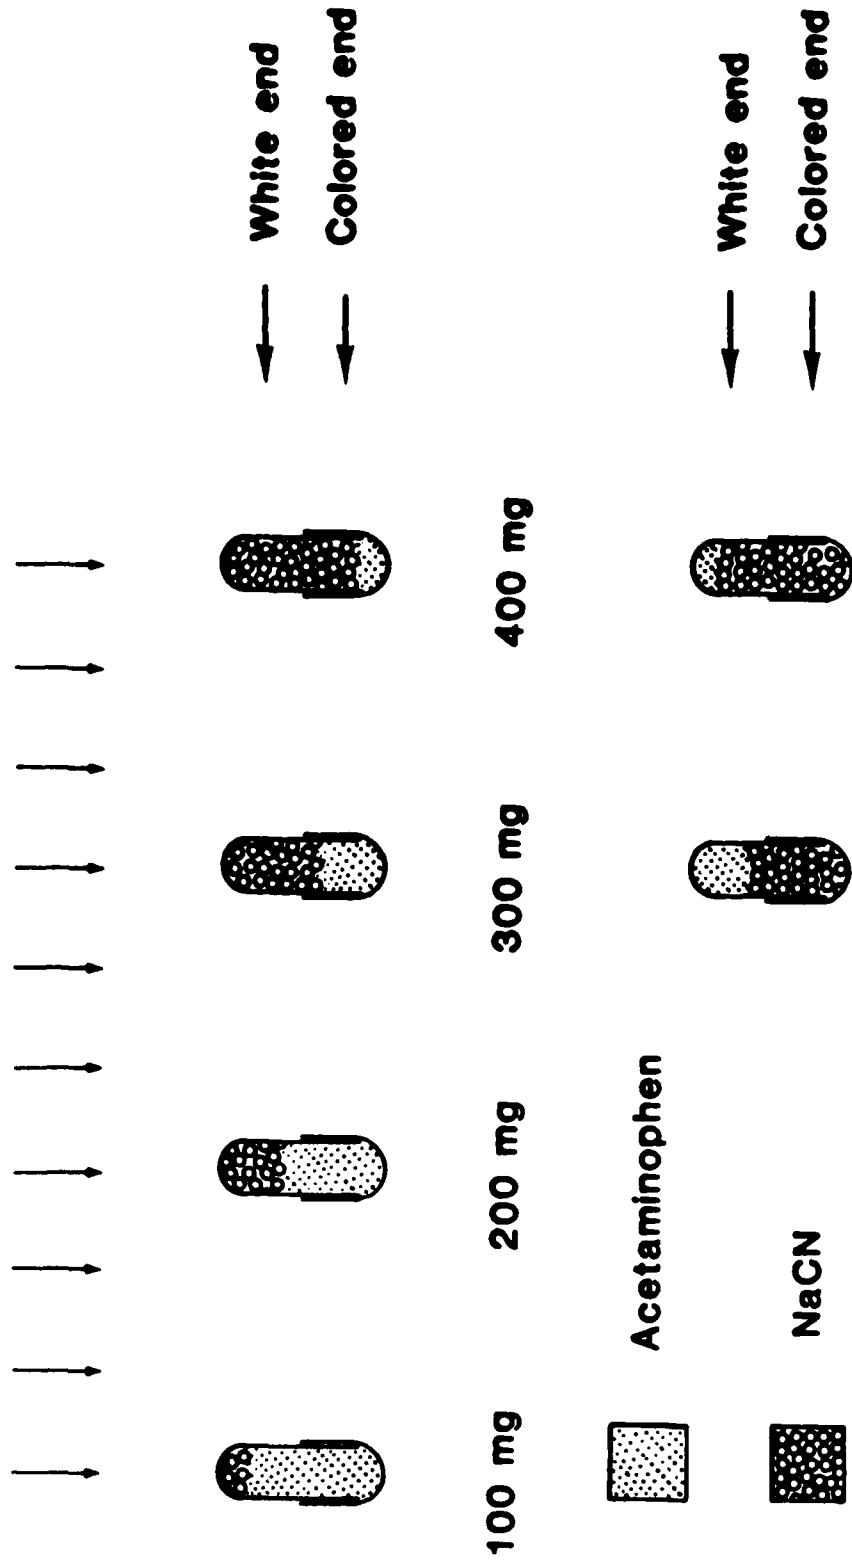 White end
Colored end
100 mg
200 mg
300 mg
400 mg
Acetaminophen
NaCN
White end
Colored end